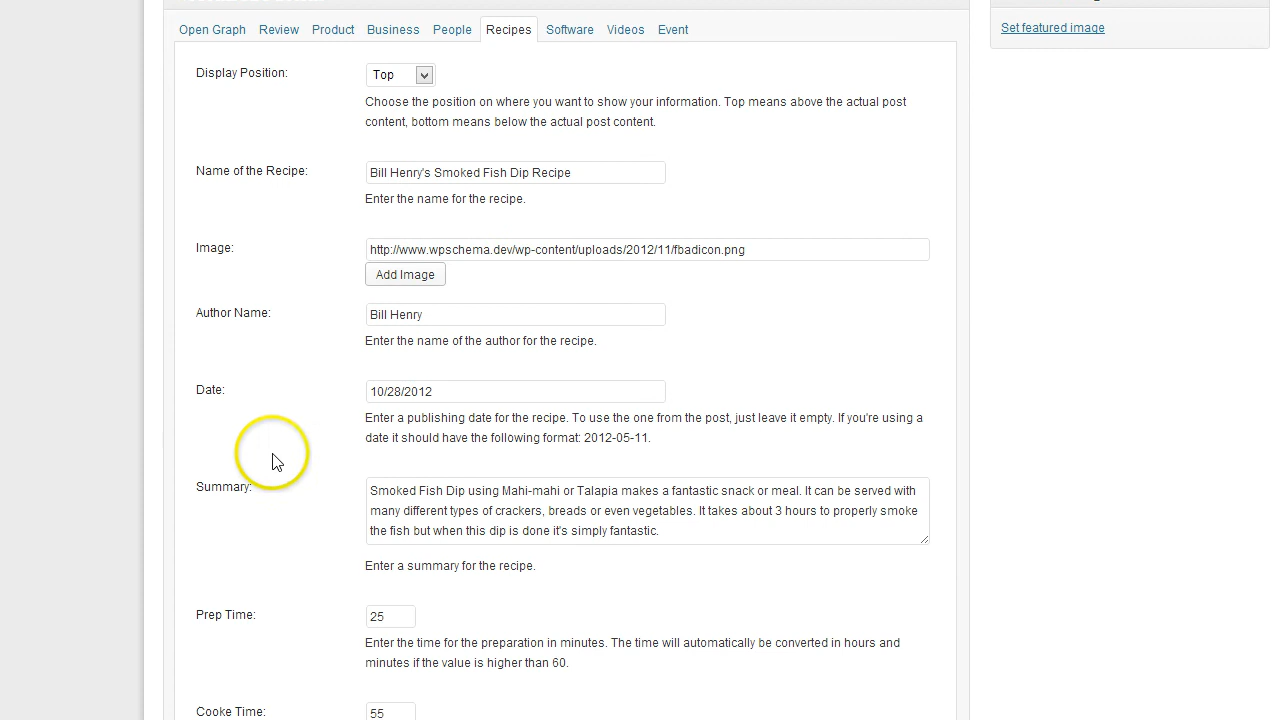 Open Graph Review Product Business People Recipes Software Videos Event
Set featured image
Display Position:
Top
Choose the position on where you want to show your information. Top means above the actual post
content, bottom means below the actual post content.
Name of the Recipe:
Bill Henry's Smoked Fish Dip Recipe
Enter the name for the recipe.
Image:
http://www.wpschema.dev/wp-content/uploads/2012/11/fbadicon.png
Add Image
Author Name:
Bill Henry
Enter the name of the author for the recipe.
Date:
10/28/2012
Enter a publishing date for the recipe. To use the one from the post, just leave it empty. If you're using a
date it should have the following format: 2012-05-11.
Summary:
Smoked Fish Dip using Mahi-mahi or Talapia makes a fantastic snack or meal. It can be served with
many different types of crackers, breads or even vegetables. It takes about 3 hours to properly smoke
the fish but when this dip is done it's simply fantastic.
Enter a summary for the recipe.
Prep Time:
25
Enter the time for the preparation in minutes. The time will automatically be converted in hours and
minutes if the value is higher than 60.
Cooke Time:
55